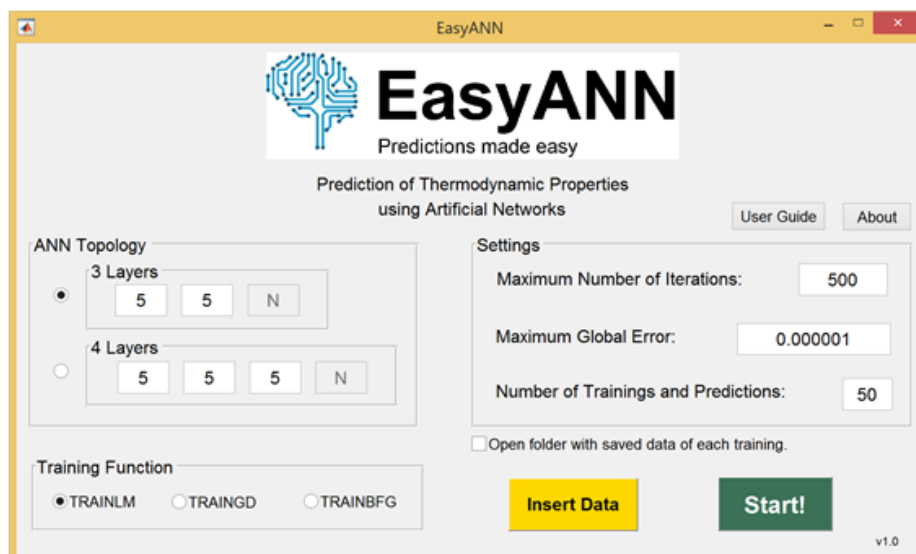 EasyANN
EasyANN
Predictions made easy
Prediction of Thermodynamic Properties
using Artificial Networks
User Guide
About
ANN Topology
3 Layers
5 5 N
4 Layers
5 5 5 N
Settings
Maximum Number of Iterations: 500
Maximum Global Error: 0.000001
Number of Trainings and Predictions: 50
Open folder with saved data of each training.
Training Function
TRAINLM TRAINGD TRAINBFG
Insert Data
Start!
v1.0